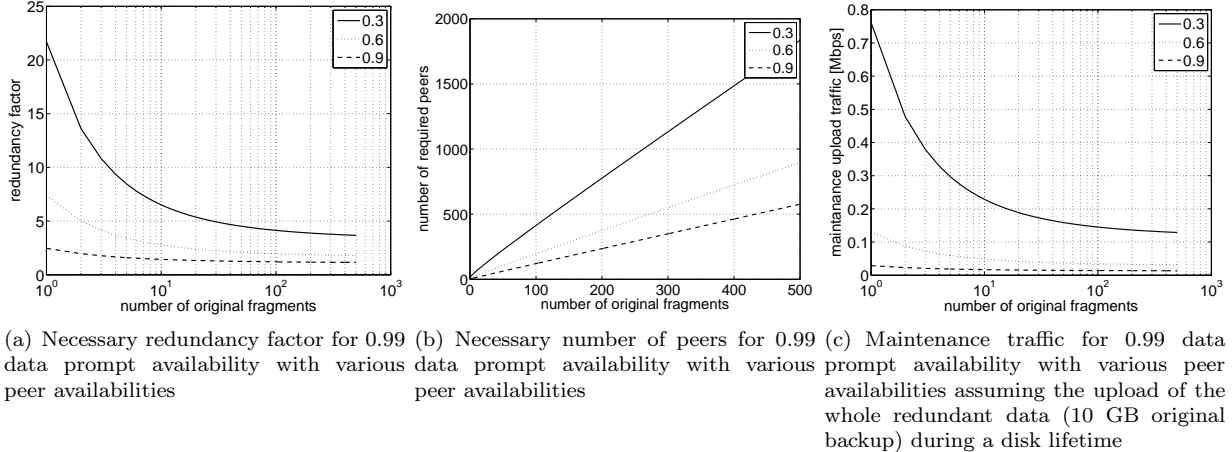 25
20
15
10
5
0
10^0
10^1
10^2
10^3
number of original fragments
redundancy factor
0.3
0.6
0.9
(a) Necessary redundancy factor for 0.99
data prompt availability with various
peer availabilities
2000
1500
1000
500
0
0
100
200
300
400
500
number of original fragments
number of required peers
0.3
0.6
0.9
(b) Necessary number of peers for 0.99
data prompt availability with various
peer availabilities
0.8
0.7
0.6
0.5
0.4
0.3
0.2
0.1
0
10^0
10^1
10^2
10^3
number of original fragments
maintanance upload traffic [Mbps]
0.3
0.6
0.9
(c) Maintenance traffic for 0.99 data
prompt availability with various peer
availabilities assuming the upload of the
whole redundant data (10 GB original
backup) during a disk lifetime